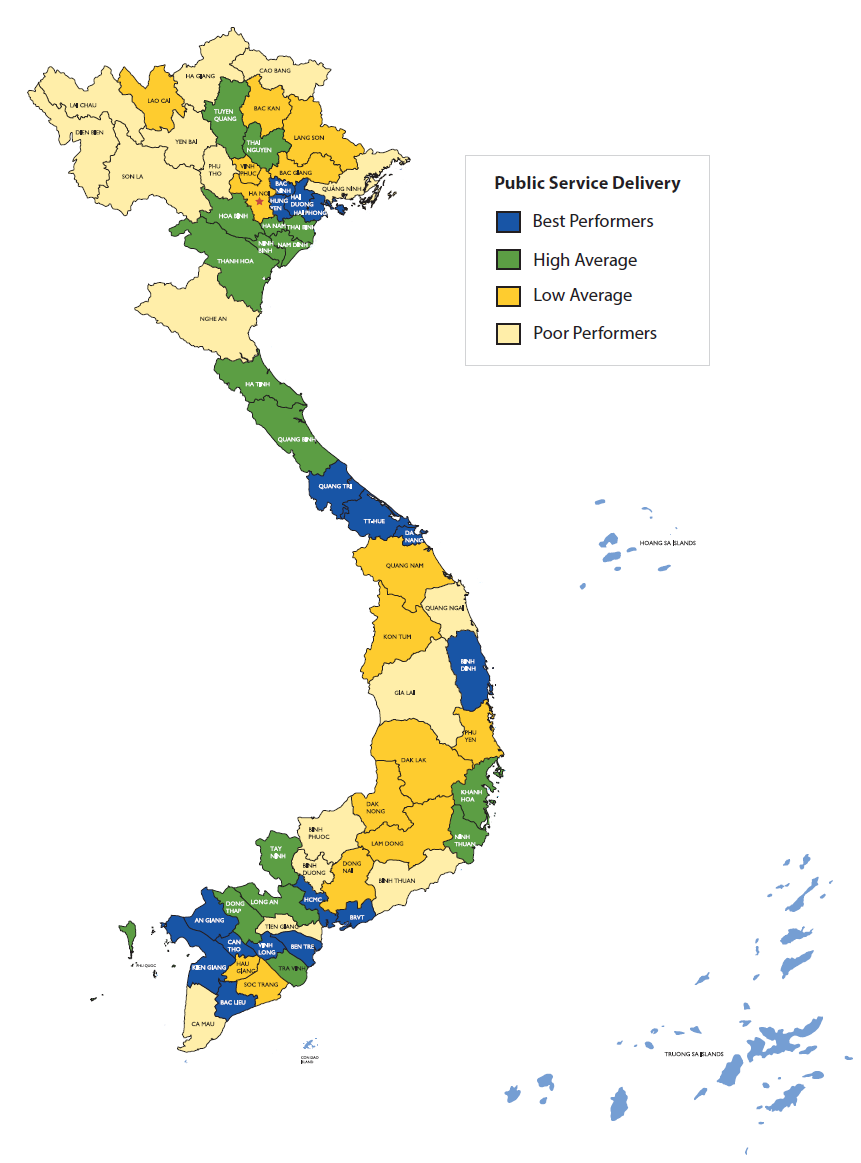 HA GIANG
CAO BANG
LAO CAI
LAI CHAU
TUYEN
QUANG
BAC KAN
DIEN BIEN
LANG SON
YEN BAI
THAI
NGUYEN
PHU
THO
VINH
PHUC
BAC GIANG
SON LA
QUANG NINH
BAC
NINH
HA NOI
HAI
DUONG
HUNG
YEN
HAI PHONG
HOA BINH
HA NAM
THAI BINH
NINH
BINH
NAM DINH
THANH HOA
NGHE AN
HA TINH
QUANG BINH
QUANG TRI
TT-HUE
DA
NANG
QUANG NAM
QUANG NGAI
KON TUM
BINH
DINH
GIA LAI
PHU
YEN
DAK LAK
KHANH
HOA
DAK
NONG
BINH
PHUOC
LAM DONG
NINH
THUAN
TAY
NINH
BINH
DUONG
DONG
NAI
BINH THUAN
LONG AN
HCMC
DONG
THAP
BRVT
AN GIANG
TIEN GIANG
CAN
THO
VINH
LONG
BEN TRE
KIEN GIANG
HAU
GIANG
TRA VINH
PHU QUOC
SOC TRANG
BAC LIEU
CA MAU
CON DAO
ISLAND
Public Service Delivery
Best Performers
High Average
Low Average
Poor Performers
HOANG SA ISLANDS
TRUONG SA ISLANDS